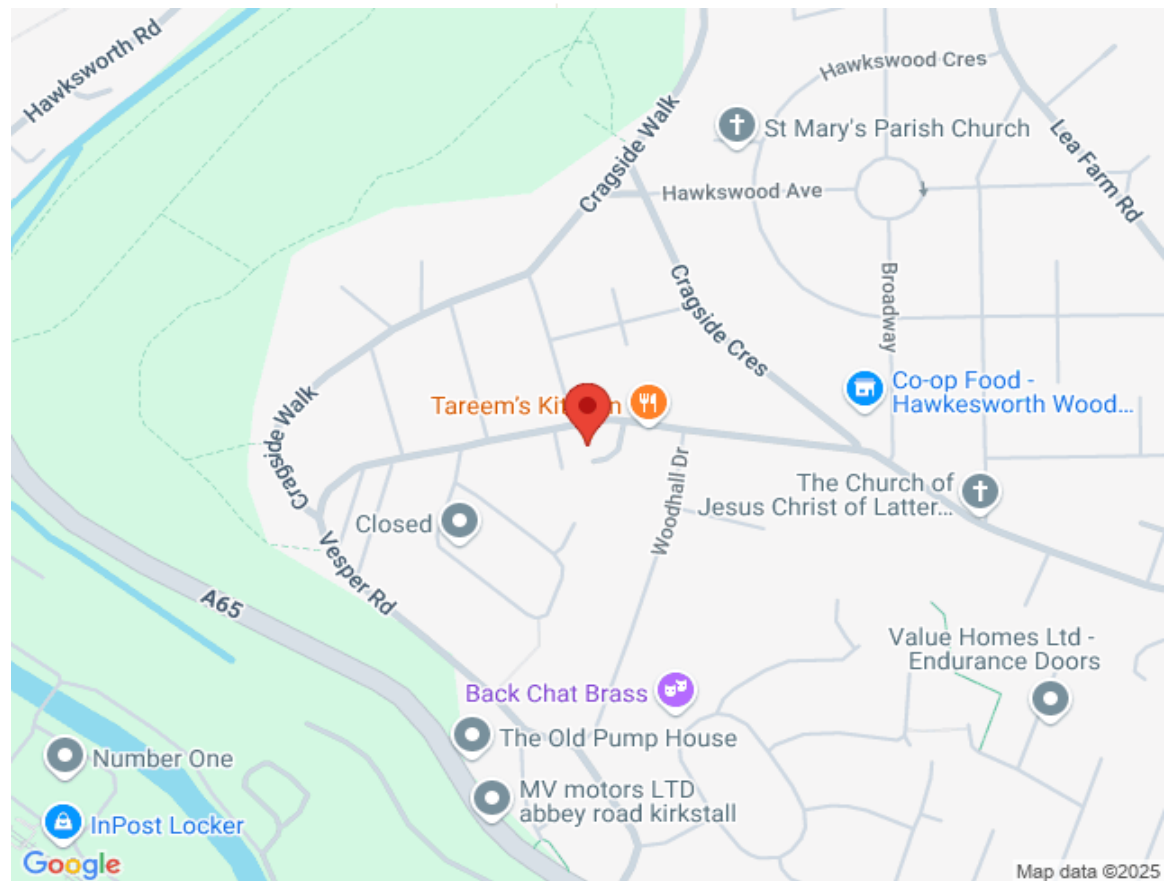 Hawksworth Rd
Hawkswood Cres
St Mary's Parish Church
Lea Farm Rd
Cragside Walk
Hawkswood Ave
Cragside Cres
Broadway
Co-op Food -
Hawkesworth Wood...
Tareem's Ki
n
Cragside Walk
The Church of
Jesus Christ of Latter...
Woodhall Dr
Closed
Vesper Rd
A65
Value Homes Ltd -
Endurance Doors
Back Chat Brass
The Old Pump House
Number One
MV motors LTD
abbey road kirkstall
InPost Locker
Google
Map data ©2025